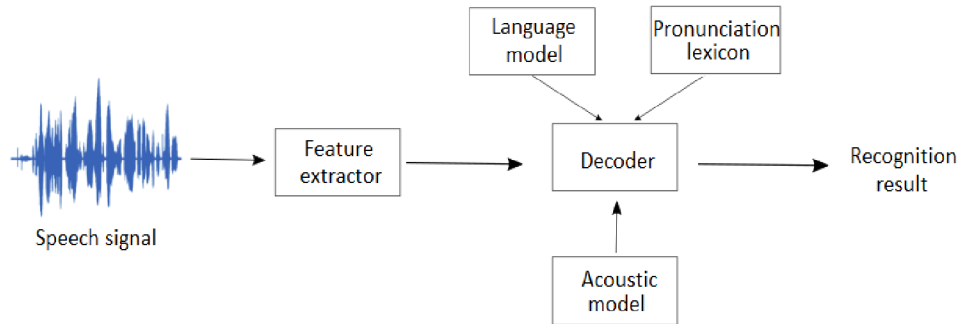 Language
model
Pronunciation
lexicon
Feature
extractor
Decoder
Recognition
result
Speech signal
Acoustic
model